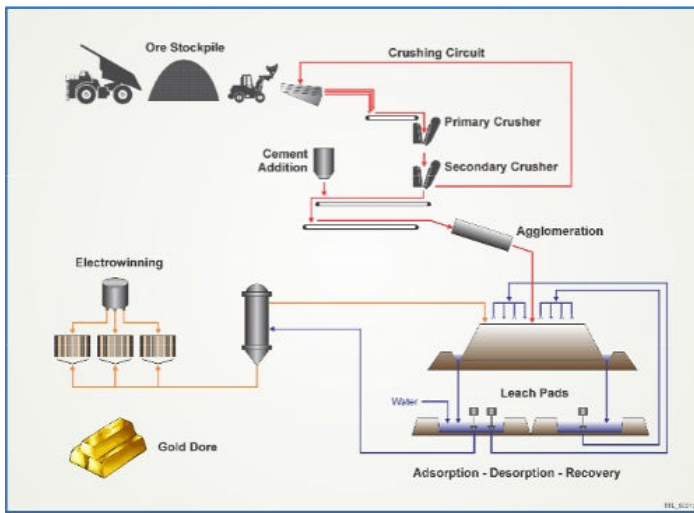 Ore Stockpile
Crushing Circuit
Primary Crusher
Cement
Addition
Secondary Crusher
Agglomeration
Electrowinning
Leach Pads
Water
Gold Dore
Adsorption - Desorption - Recovery